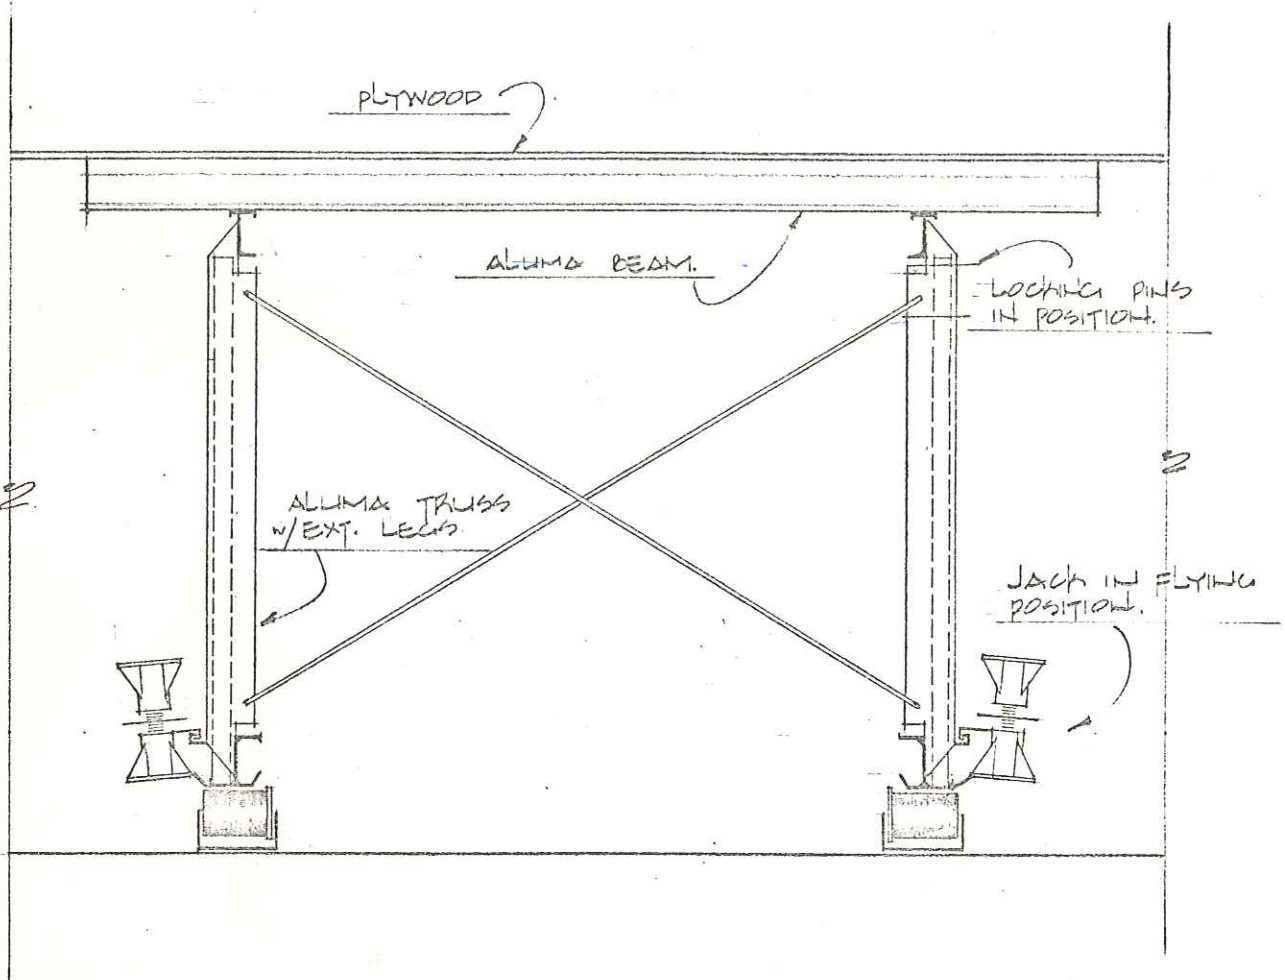 PLYWOOD
ALUMA BEAM.
LOCKING PINS
IN POSITION.
ALUMA TRUSS
w/EXT. LEGS
JACK IN FLYING
POSITION.